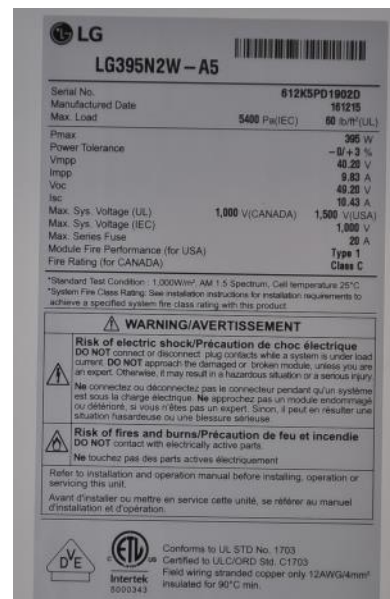 LG
LG395N2W-A5
Serial No. 612K5PD1902D
Manufactured Date 161215
Max. Load 5400 Pa(IEC) 60 lb/ft²(UL)
Pmax 395 W
Power Tolerance -0/+3 %
Vmpp 40.20 V
Impp 9.83 A
Voc 49.20 V
Isc 10.43 A
Max. Sys. Voltage (UL) 1,000 V(CANADA) 1,500 V(USA)
Max. Sys. Voltage (IEC) 1,000 V
Max. Series Fuse 20 A
Module Fire Performance (for USA) Type 1
Fire Rating (for CANADA) Class C
*Standard Test Condition : 1,000W/m², AM 1.5 Spectrum, Cell temperature 25°C
*System Fire Class Rating: See installation instructions for installation requirements to
achieve a specified system fire class rating with this product
WARNING/AVERTISSEMENT
Risk of electric shock/Précaution de choc électrique
DO NOT connect or disconnect plug contacts while a system is under load
current. DO NOT approach the damaged or broken module, unless you are
an expert. Otherwise, it may result in a hazardous situation or a serious injury
Ne connectez ou déconnectez pas le connecteur pendant qu'un système
est sous la charge électrique. Ne approchez pas un module endommagé
ou détérioré, si vous n'êtes pas un expert. Sinon, il peut en résulter une
situation hasardeuse ou une blessure sérieuse.
Risk of fires and burns/Précaution de feu et incendie
DO NOT contact with electrically active parts.
Ne touchez pas des parts actives électriquement
Refer to installation and operation manual before installing, operation or
servicing this unit.
Avant d'installer ou mettre en service cette unité, se référer au manuel
d'installation et d'opération.
DVE
C ETL US
Intertek
5000343
Conforms to UL STD No. 1703
Certified to ULC/ORD Std. C1703
Field wiring stranded copper only 12AWG/4mm²
insulated for 90°C min.